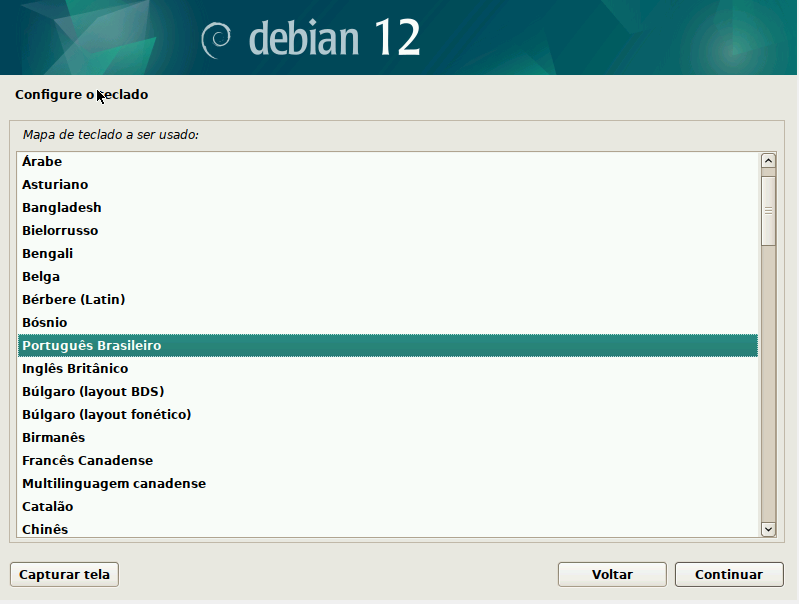 debian 12
Configure o teclado
Mapa de teclado a ser usado:
Árabe
Asturiano
Bangladesh
Bielorrusso
Bengali
Belga
Bérbere (Latin)
Bósnio
Português Brasileiro
Inglês Britânico
Búlgaro (layout BDS)
Búlgaro (layout fonético)
Birmanês
Francês Canadense
Multilinguagem canadense
Catalão
Chinês
Capturar tela
Voltar
Continuar